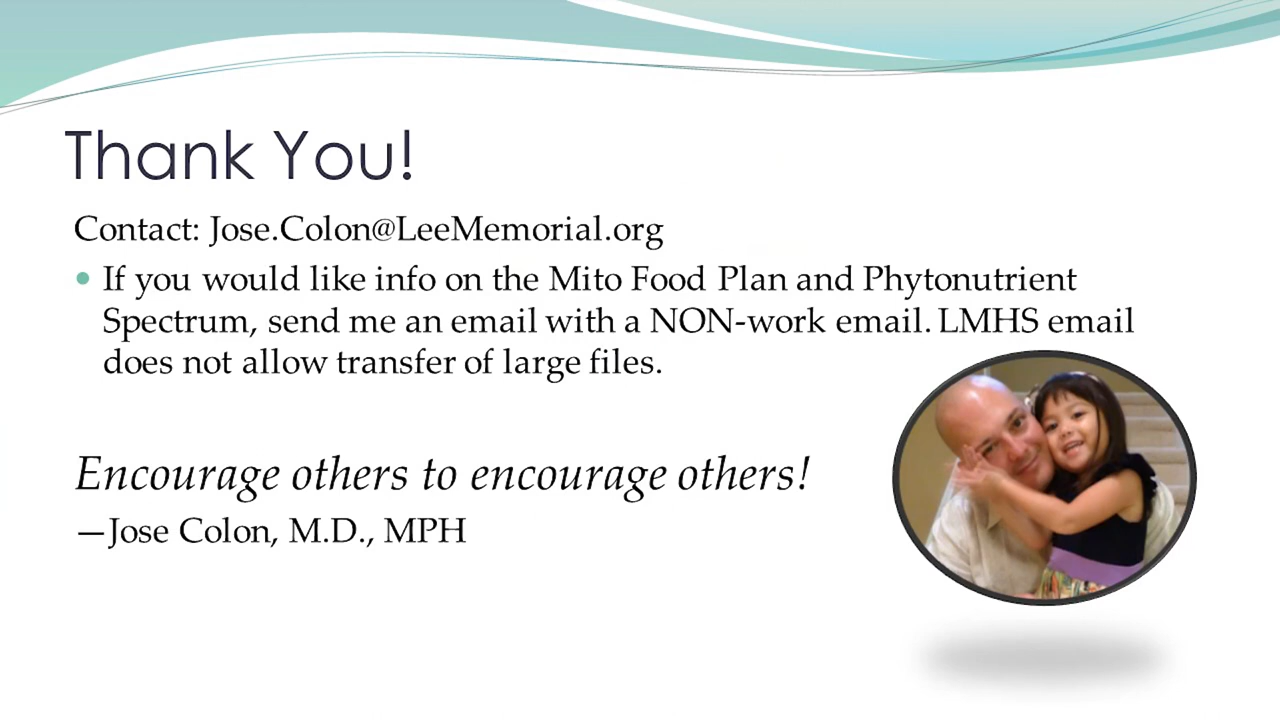 Thank You!
Contact: Jose.Colon@LeeMemorial.org
• If you would like info on the Mito Food Plan and Phytonutrient
Spectrum, send me an email with a NON-work email. LMHS email
does not allow transfer of large files.
Encourage others to encourage others!
—Jose Colon, M.D., MPH